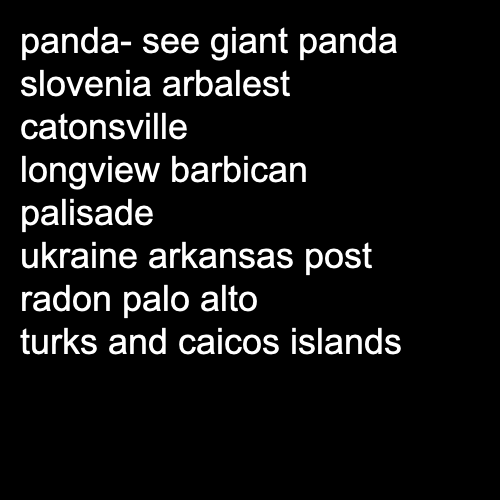 panda- see giant panda
slovenia arbalest
catonsville
longview barbican
palisade
ukraine arkansas post
radon palo alto
turks and caicos islands